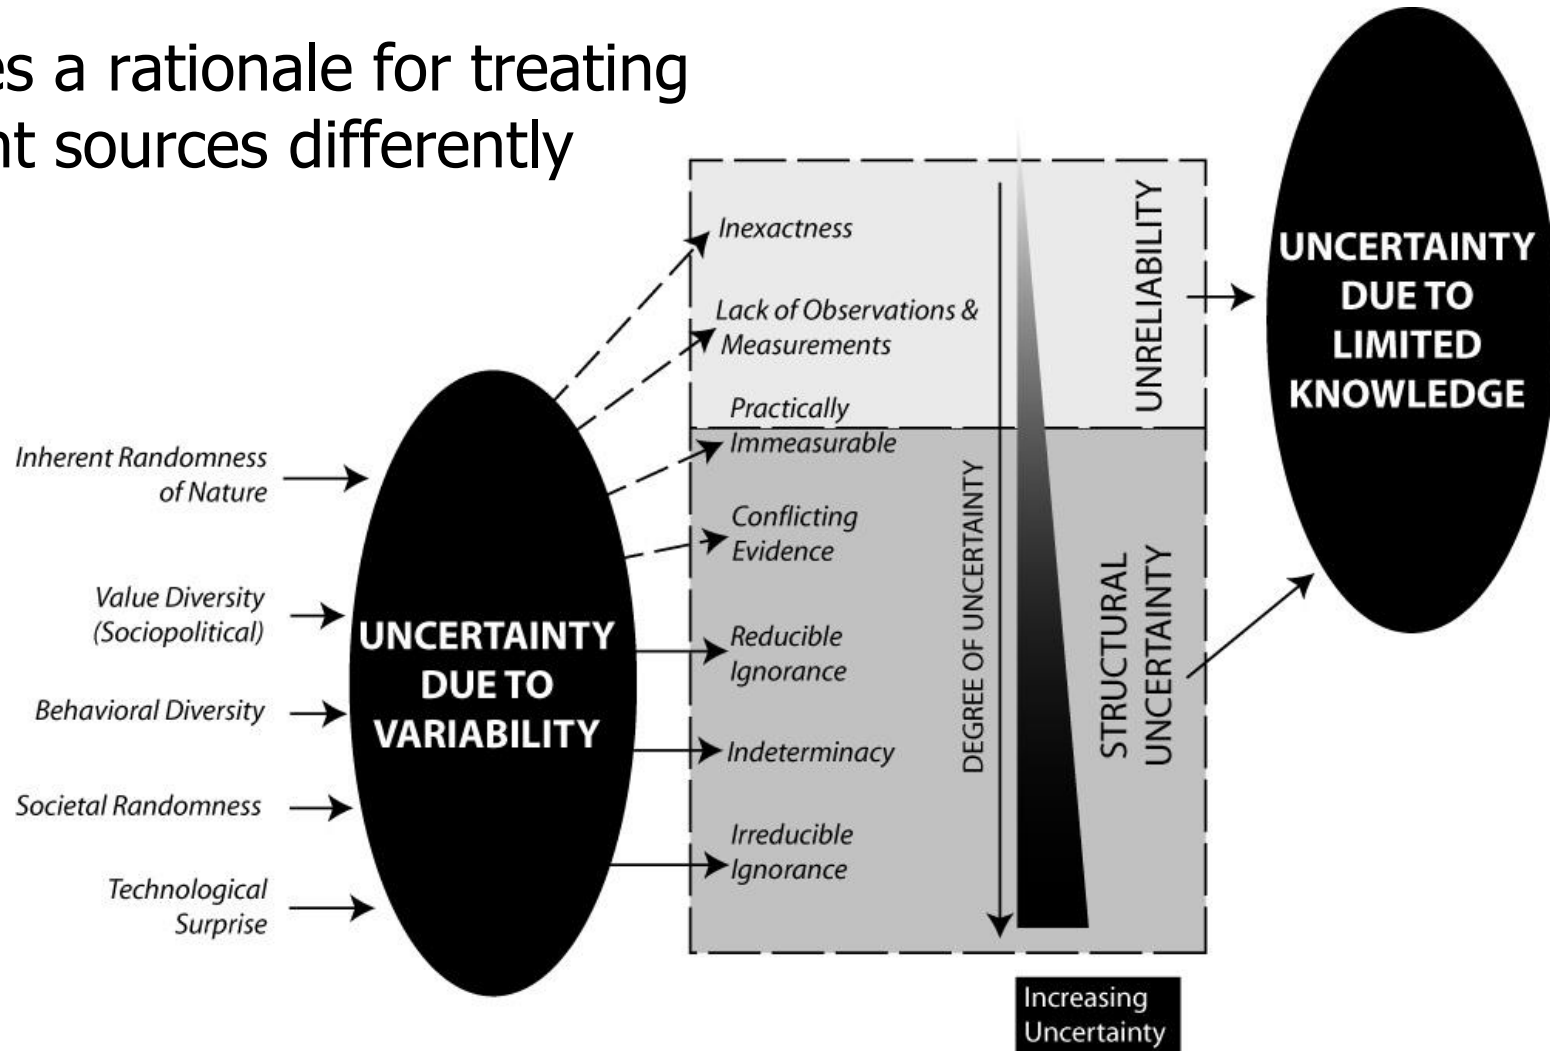 es a rationale for treating
nt sources differently
Inherent Randomness
of Nature
Value Diversity
(Sociopolitical)
Behavioral Diversity
Societal Randomness
Technological
Surprise
UNCERTAINTY
DUE TO
VARIABILITY
Inexactness
Lack of Observations &
Measurements
Practically
Immeasurable
Conflicting
Evidence
Reducible
Ignorance
Indeterminacy
Irreducible
Ignorance
DEGREE OF UNCERTAINTY
UNRELIABILITY
STRUCTURAL
UNCERTAINTY
Increasing
Uncertainty
UNCERTAINTY
DUE TO
LIMITED
KNOWLEDGE